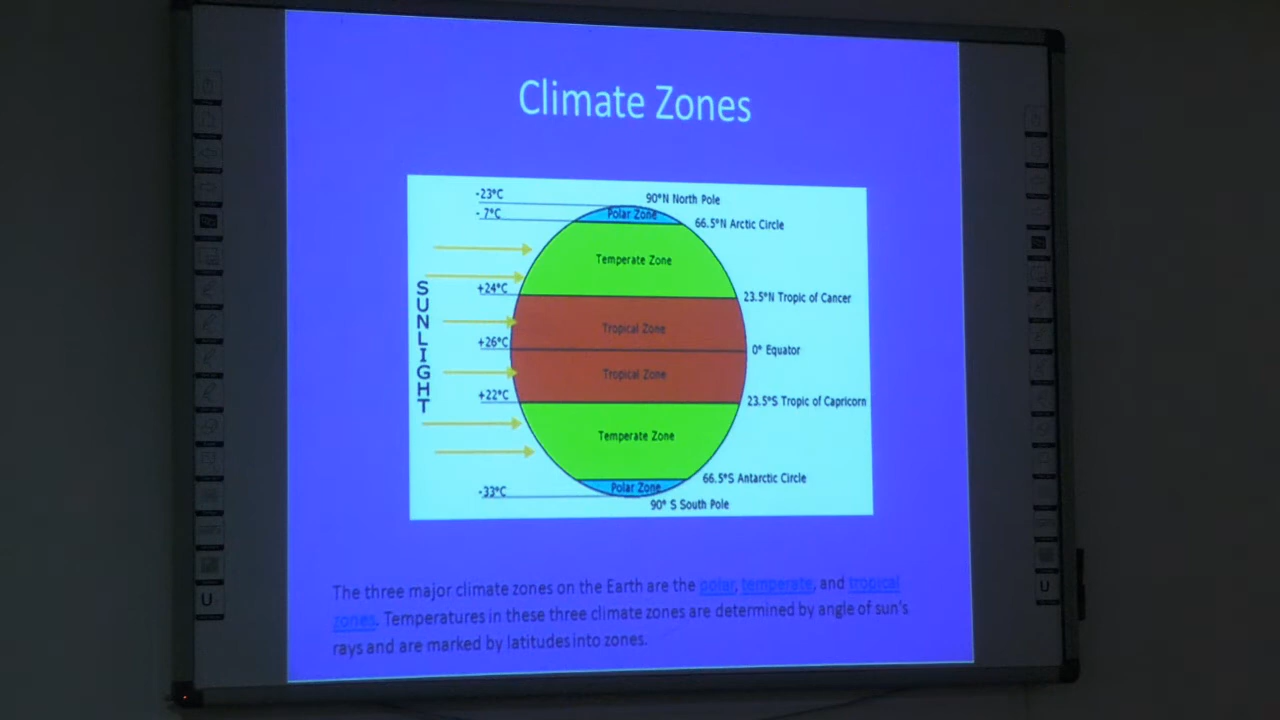 Climate Zones
-23°C
90°N North Pole
- 7°C
Polar Zone
66.5°N Arctic Circle
Temperate Zone
+24°C
23.5°N Tropic of Cancer
SUNLIGHT
Tropical Zone
+26°C
0° Equator
Tropical Zone
+22°C
23.5°S Tropic of Capricorn
Temperate Zone
66.5°S Antarctic Circle
-33°C
Polar Zone
90° S South Pole
The three major climate zones on the Earth are the polar, temperate, and tropical
zones. Temperatures in these three climate zones are determined by angle of sun's
rays and are marked by latitudes into zones.
U
U